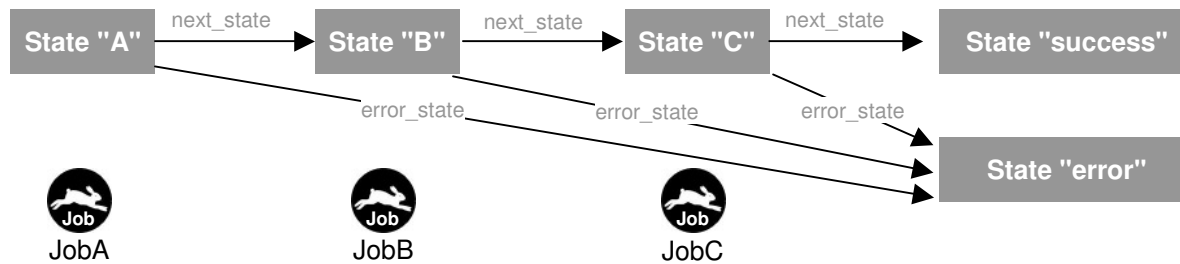 State "A"
next_state
State "B"
next_state
State "C"
next_state
State "success"
error_state
error_state
error_state
State "error"
Job
Job
Job
JobA
JobB
JobC